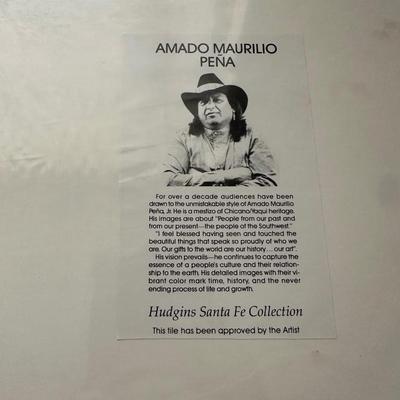 AMADO MAURILIO
PEÑA
For over a decade audiences have been
drawn to the unmistakable style of Amado Maurilio
Peña, Jr. He is a mestizo of Chicano/Yaqui heritage.
His images are about "People from our past and
from our present—the people of the Southwest."
"I feel blessed having seen and touched the
beautiful things that speak so proudly of who we
are. Our gifts to the world are our history... our art".
His vision prevails—he continues to capture the
essence of a people's culture and their relation-
ship to the earth. His detailed images with their vi-
brant color mark time, history, and the never
ending process of life and growth.
Hudgins Santa Fe Collection
This tile has been approved by the Artist